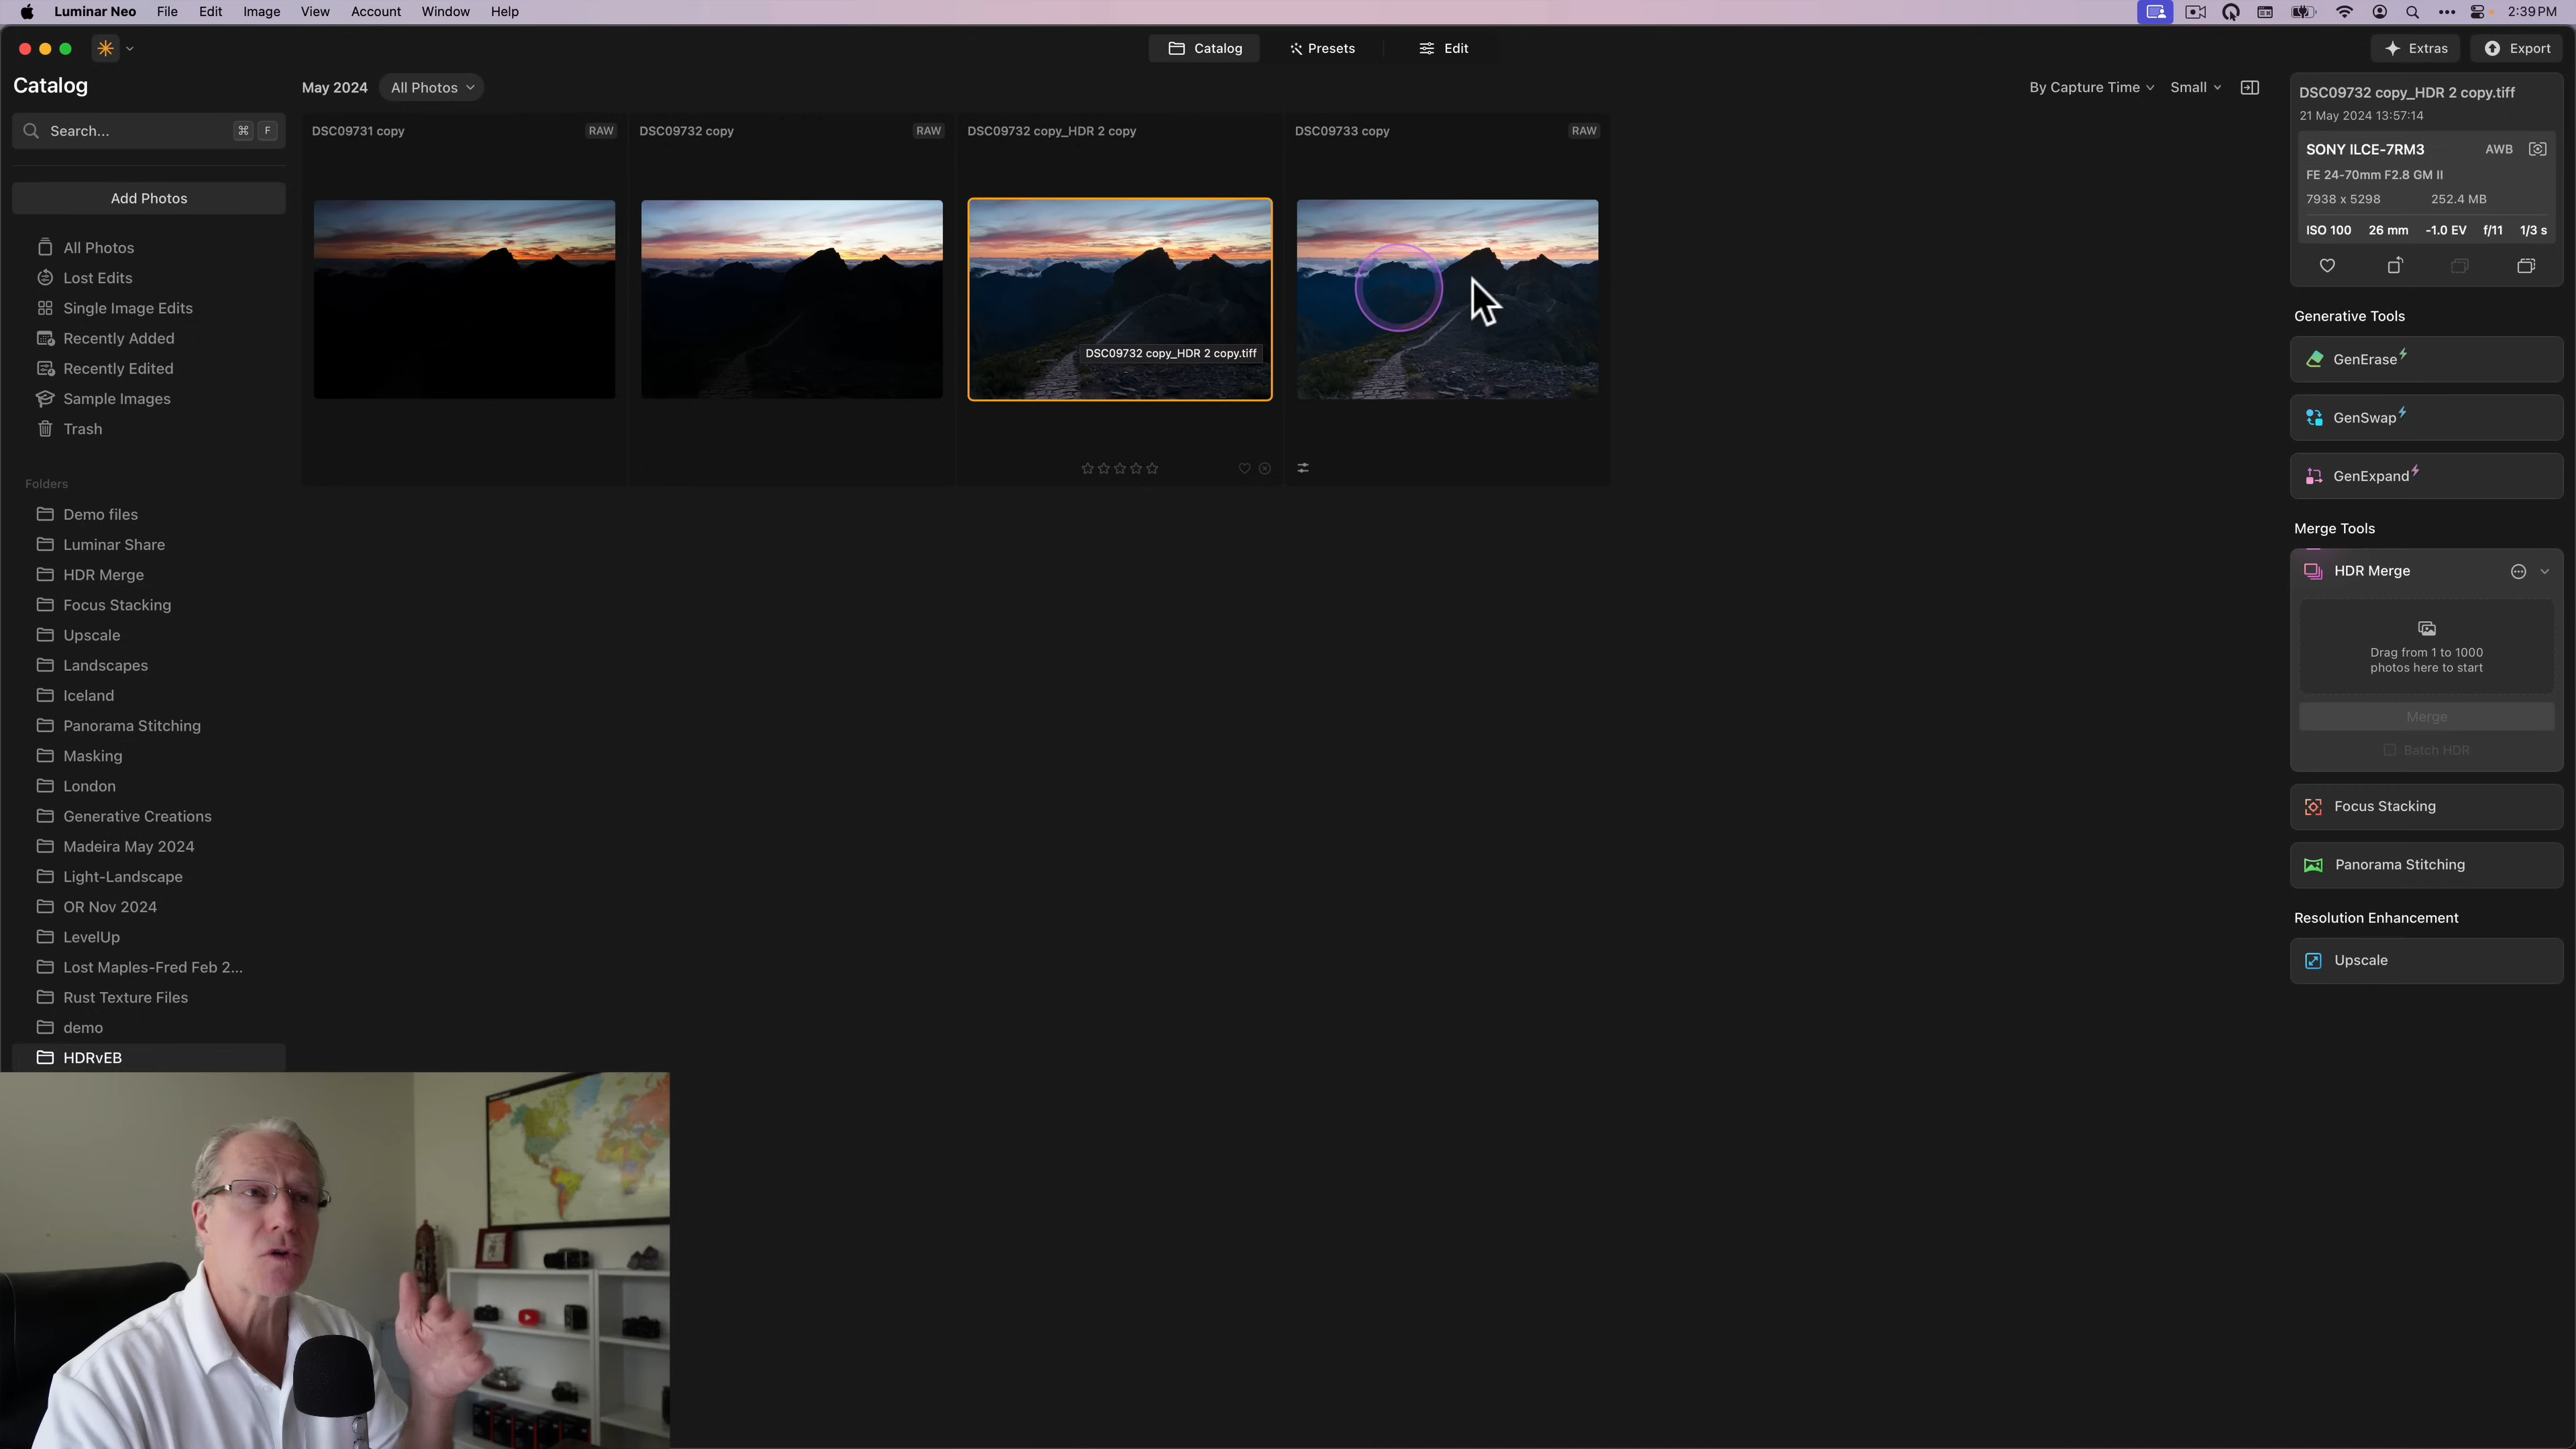 Luminar Neo File Edit Image View Account Window Help 2:39 PM
Catalog Presets Edit Extras Export
Catalog
Search... ⌘ F
Add Photos
All Photos
Lost Edits
Single Image Edits
Recently Added
Recently Edited
Sample Images
Trash
Folders
Demo files
Luminar Share
HDR Merge
Focus Stacking
Upscale
Landscapes
Iceland
Panorama Stitching
Masking
London
Generative Creations
Madeira May 2024
Light-Landscape
OR Nov 2024
LevelUp
Lost Maples-Fred Feb 2...
Rust Texture Files
demo
HDRvEB
May 2024 All Photos By Capture Time Small
DSC09731 copy RAW
DSC09732 copy RAW
DSC09732 copy_HDR 2 copy
DSC09733 copy RAW
DSC09732 copy_HDR 2 copy.tiff
DSC09732 copy_HDR 2 copy.tiff
21 May 2024 13:57:14
SONY ILCE-7RM3 AWB
FE 24-70mm F2.8 GM II
7938 x 5298 252.4 MB
ISO 100 26 mm -1.0 EV f/11 1/3 s
Generative Tools
GenErase
GenSwap
GenExpand
Merge Tools
HDR Merge
Drag from 1 to 1000
photos here to start
Merge
Batch HDR
Focus Stacking
Panorama Stitching
Resolution Enhancement
Upscale